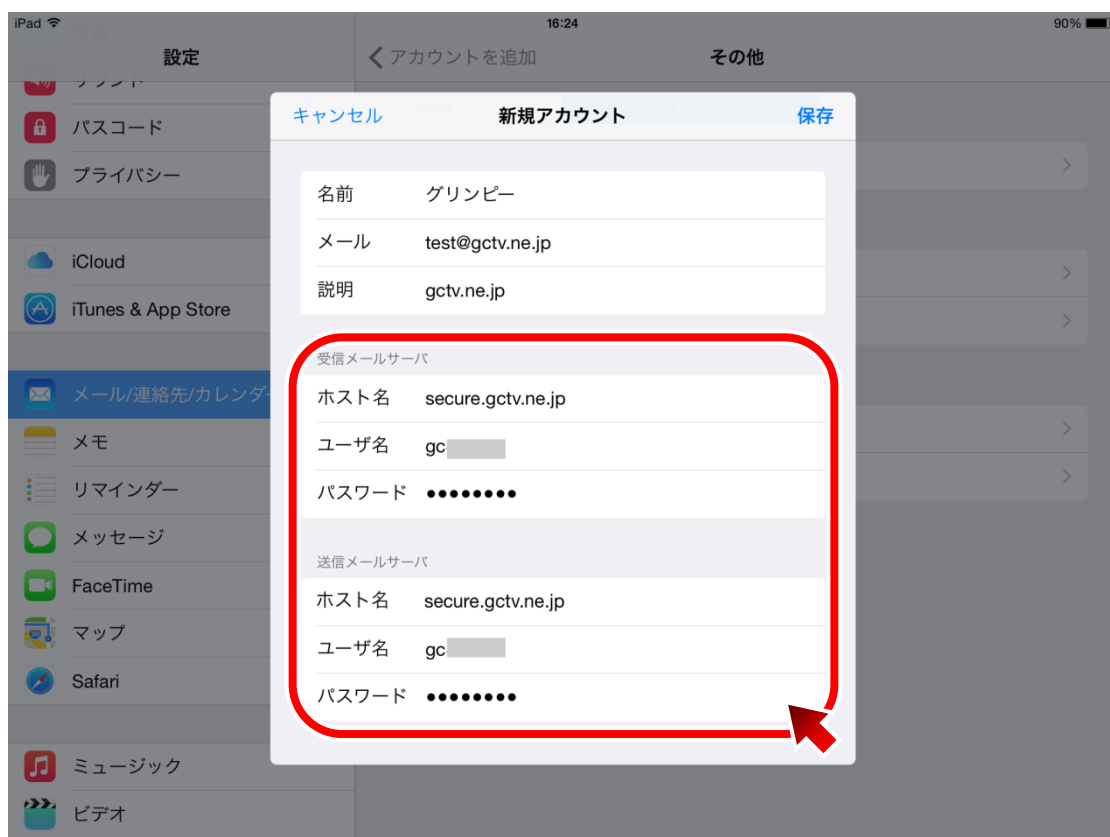 iPad 16:24 90%
設定
アカウントを追加 その他
サウンド
パスコード
プライバシー
iCloud
iTunes & App Store
メール/連絡先/カレンダー
メモ
リマインダー
メッセージ
FaceTime
マップ
Safari
ミュージック
ビデオ
キャンセル 新規アカウント 保存
名前 グリンピー
メール test@gctv.ne.jp
説明 gctv.ne.jp
受信メールサーバ
ホスト名 secure.gctv.ne.jp
ユーザ名 gc
パスワード ••••••••
送信メールサーバ
ホスト名 secure.gctv.ne.jp
ユーザ名 gc
パスワード ••••••••